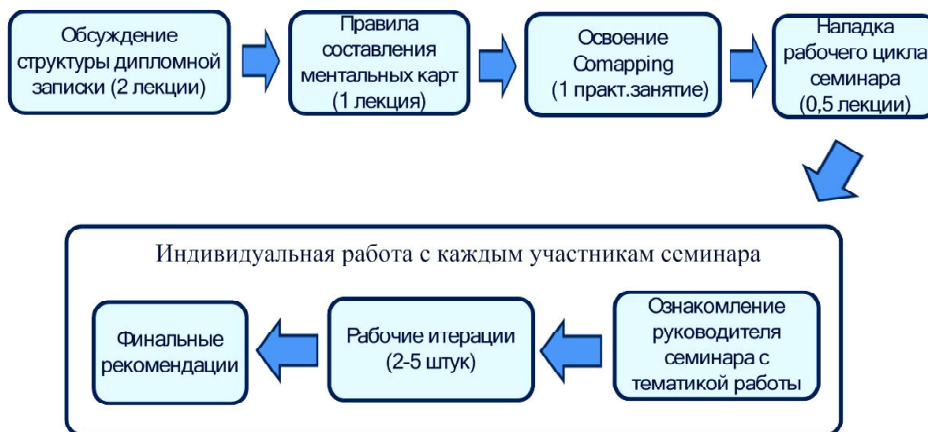 Обсуждение
структуры дипломной
записки (2 лекции)
Правила
составления
ментальных карт
(1 лекция)
Освоение
Comapping
(1 практ.занятие)
Наладка
рабочего цикла
семинара
(0,5 лекции)
Индивидуальная работа с каждым участникам семинара
Ознакомление
руководителя
семинара с
тематикой работы
Рабочие итерации
(2-5 штук)
Финальные
рекомендации